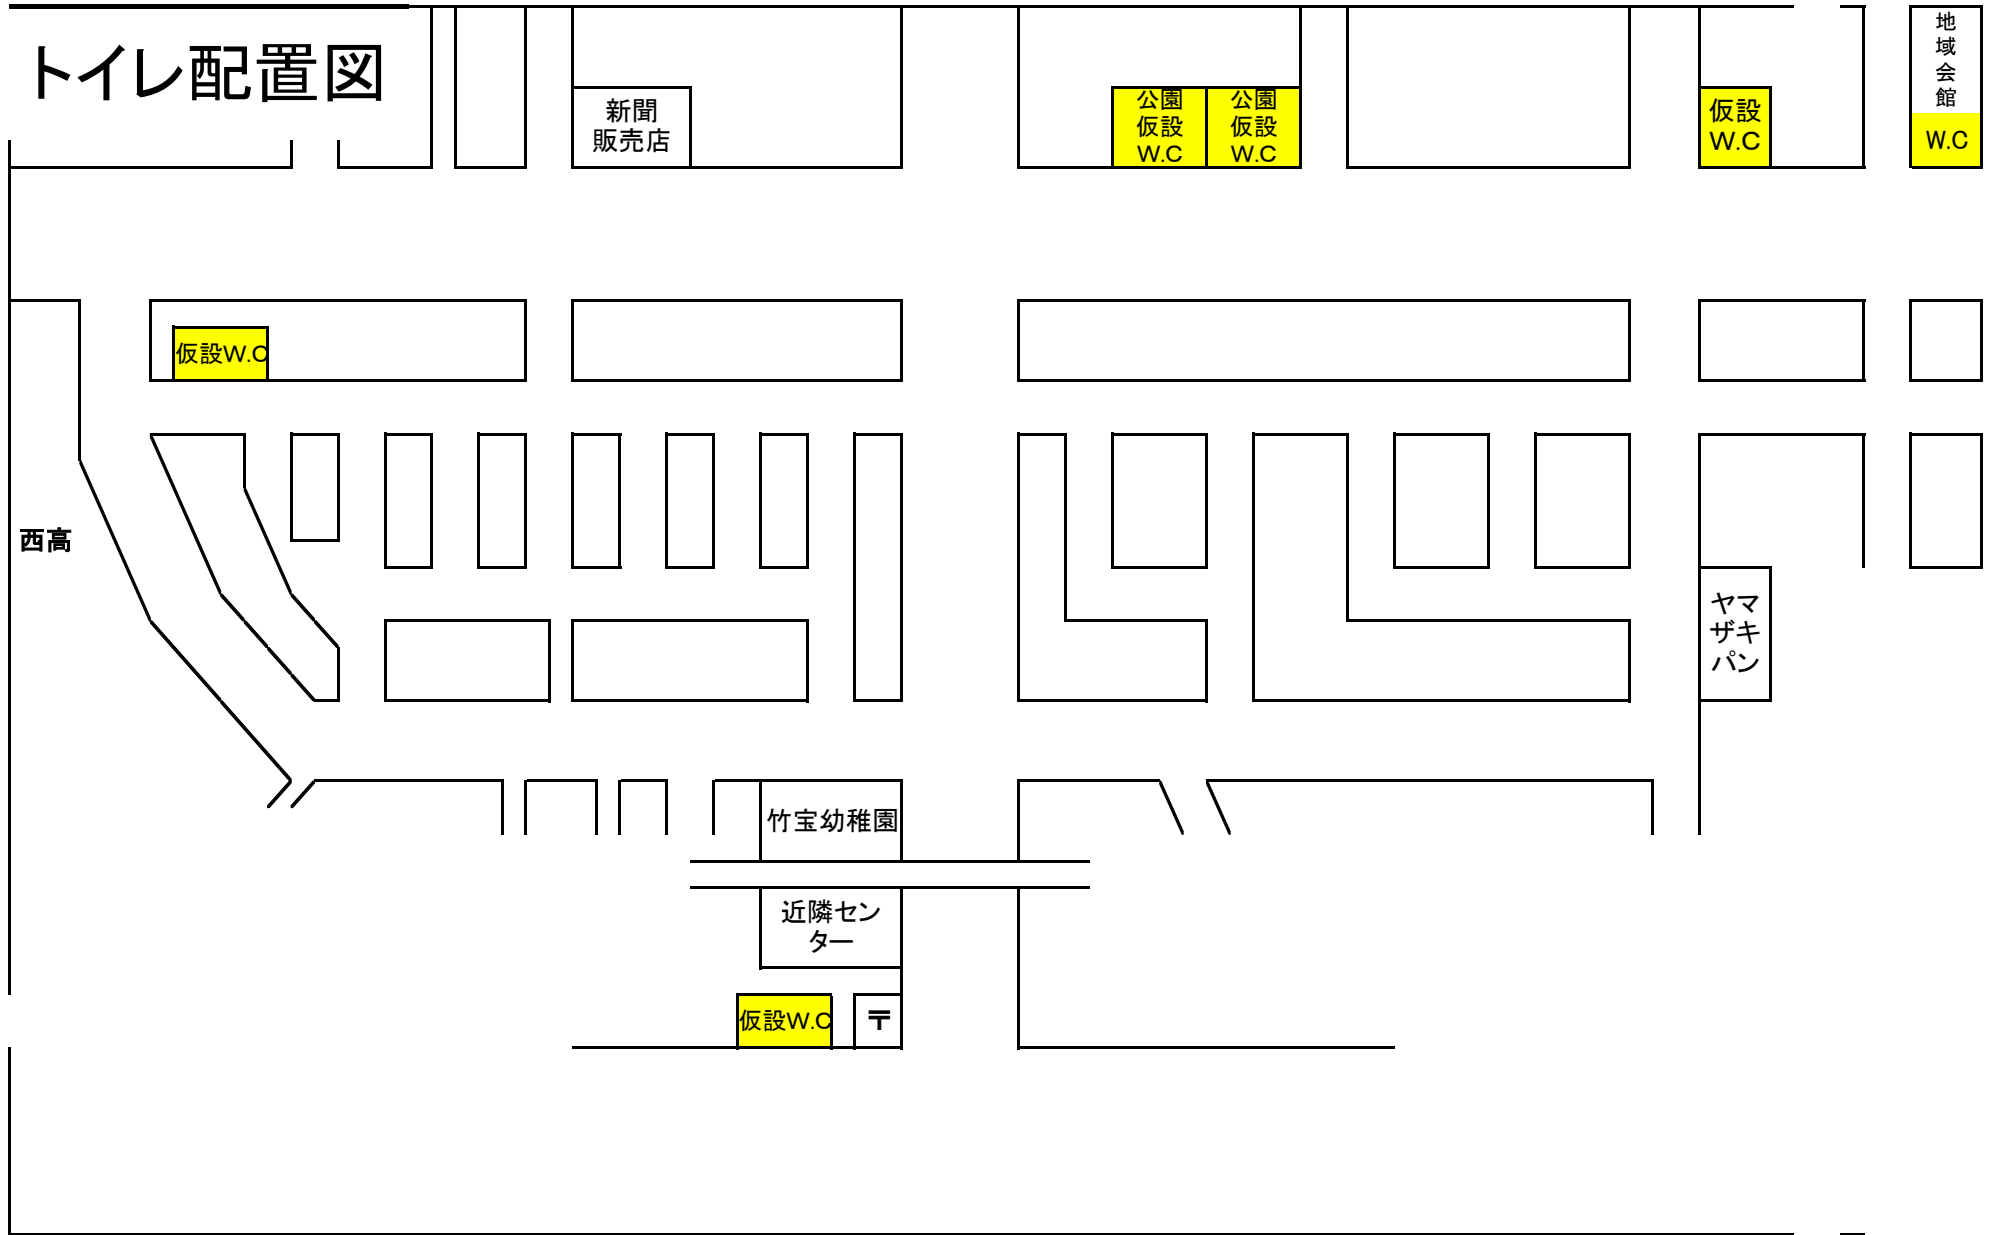 トイレ配置図
新聞
販売店
公園
仮設
W.C
公園
仮設
W.C
仮設
W.C
地
域
会
館
W.C
仮設W.C
西高
ヤマ
ザキ
パン
竹宝幼稚園
近隣セン
ター
仮設W.C
〒